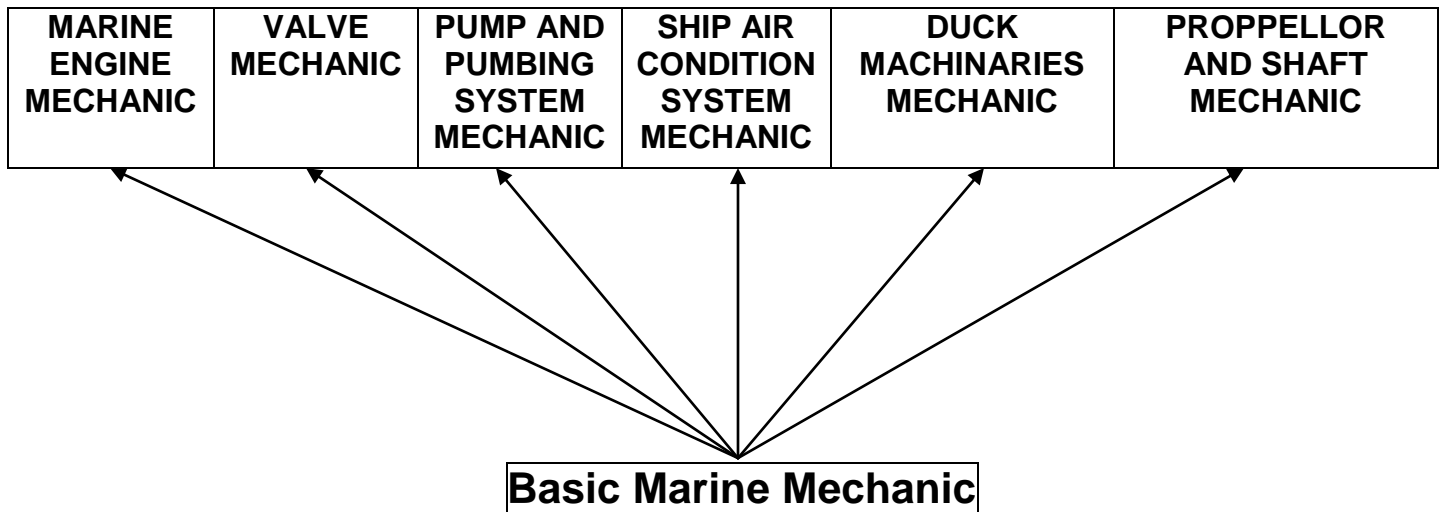 MARINE
ENGINE
MECHANIC
VALVE
MECHANIC
PUMP AND
PUMBING
SYSTEM
MECHANIC
SHIP AIR
CONDITION
SYSTEM
MECHANIC
DUCK
MACHINARIES
MECHANIC
PROPPELLOR
AND SHAFT
MECHANIC
Basic Marine Mechanic